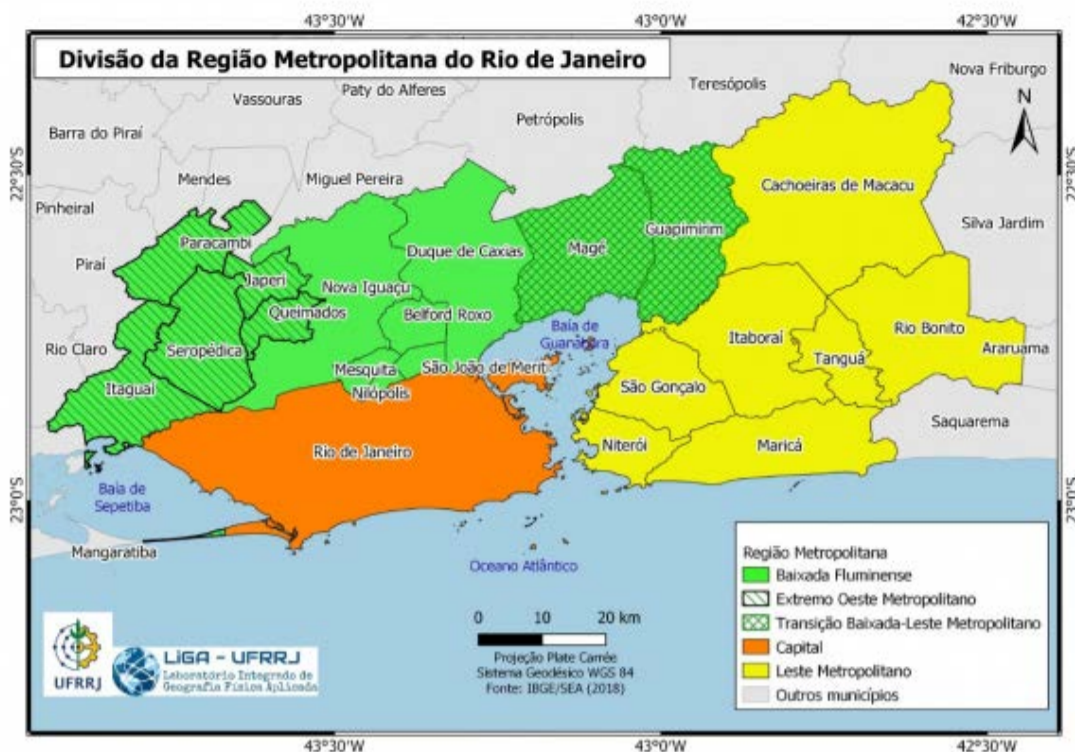 43°30'W 43°0'W 42°30'W
Divisão da Região Metropolitana do Rio de Janeiro
Nova Friburgo
Teresópolis
Paty do Alferes
Vassouras
Petrópolis
N
Barra do Piraí
22°30'S
22°30'S
Mendes
Miguel Pereira
Cachoeiras de Macacu
Pinheiral
Silva Jardim
Paracambi
Guapimirim
Magé
Duque de Caxias
Piraí
Japeri
Nova Iguaçu
Queimados
Belford Roxo
Baía de
Guanabara
Itaboraí
Rio Bonito
Rio Claro
Seropédica
Araruama
Tanguá
Mesquita
São João de Meriti
São Gonçalo
Itaguaí
Nilópolis
Saquarema
Niterói
Maricá
Rio de Janeiro
Baía de
Sepetiba
23°0'S
23°0'S
Mangaratiba
Oceano Atlântico
Região Metropolitana
Baixada Fluminense
Extremo Oeste Metropolitano
Transição Baixada-Leste Metropolitano
Capital
Leste Metropolitano
Outros municípios
0 10 20 km
Projeção Plate Carrée
Sistema Geodésico WGS 84
Fonte: IBGE/SEA (2018)
UFRRJ
LiGA - UFRRJ
Laboratório Integrado de
Geografia Física Aplicada
43°30'W 43°0'W 42°30'W